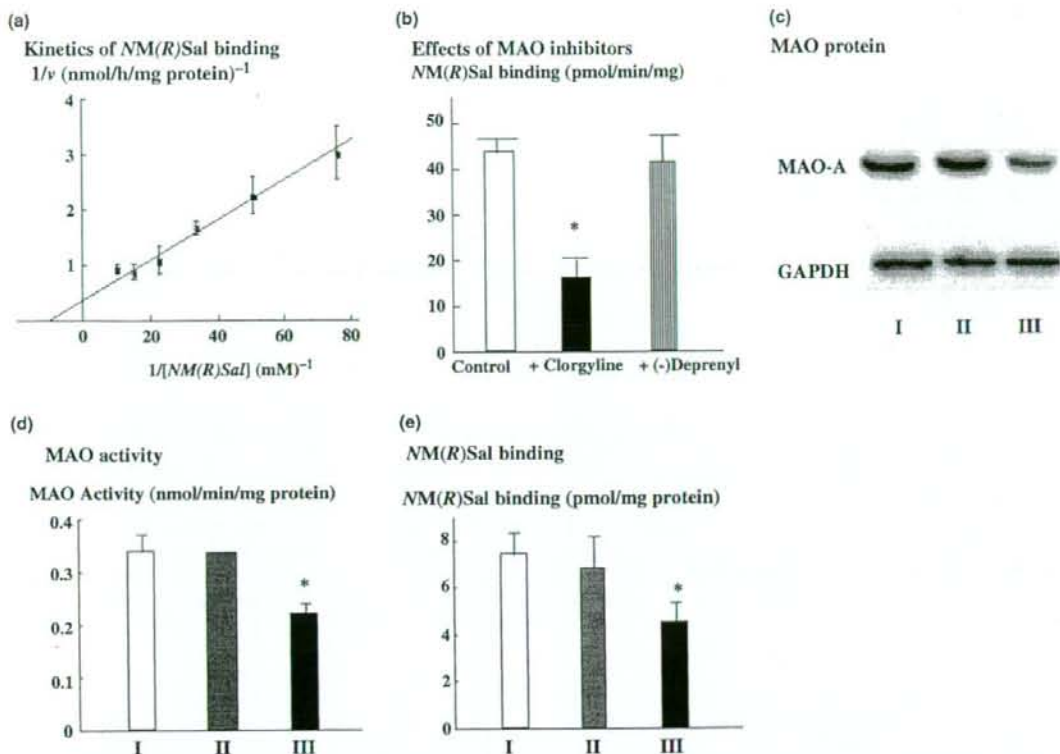 (a)
Kinetics of NM(R)Sal binding
1/v (nmol/h/mg protein)⁻¹
4
3
2
1
0 20 40 60 80
1/[NM(R)Sal] (mM)⁻¹
(b)
Effects of MAO inhibitors
NM(R)Sal binding (pmol/min/mg)
50
40
30
20
10
0
Control + Clorgyline + (-)Deprenyl
*
(c)
MAO protein
MAO-A
GAPDH
I II III
(d)
MAO activity
MAO Activity (nmol/min/mg protein)
0.4
0.3
0.2
0.1
0
*
I II III
(e)
NM(R)Sal binding
NM(R)Sal binding (pmol/mg protein)
8
6
4
2
0
*
I II III